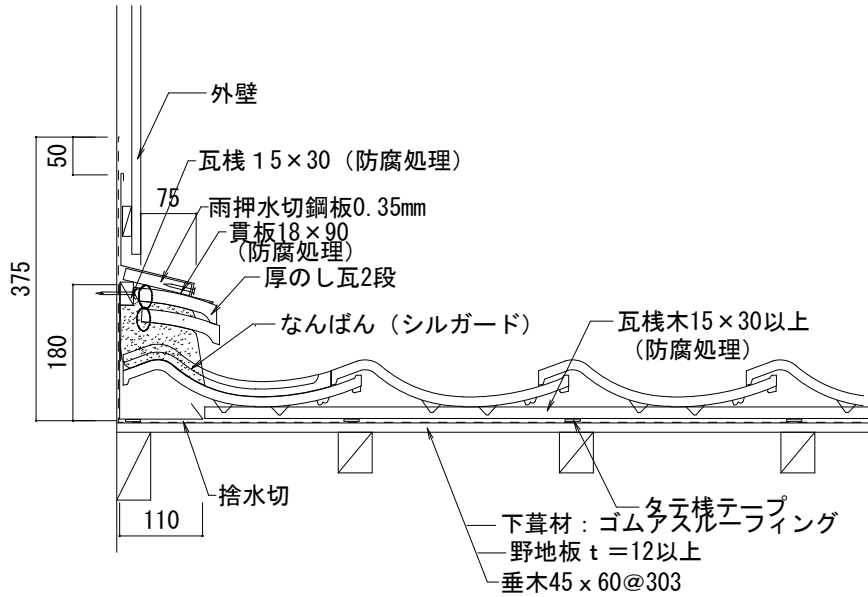 外壁
50
瓦桟 15×30 (防腐処理)
75
雨押水切鋼板0.35mm
貫板18×90
(防腐処理)
375
厚のし瓦2段
なんばん (シルガード)
瓦桟木15×30以上
(防腐処理)
180
捨水切
110
タテ桟テープ
下葺材：ゴムアスルーフィング
野地板 t =12以上
垂木45 x 60@303